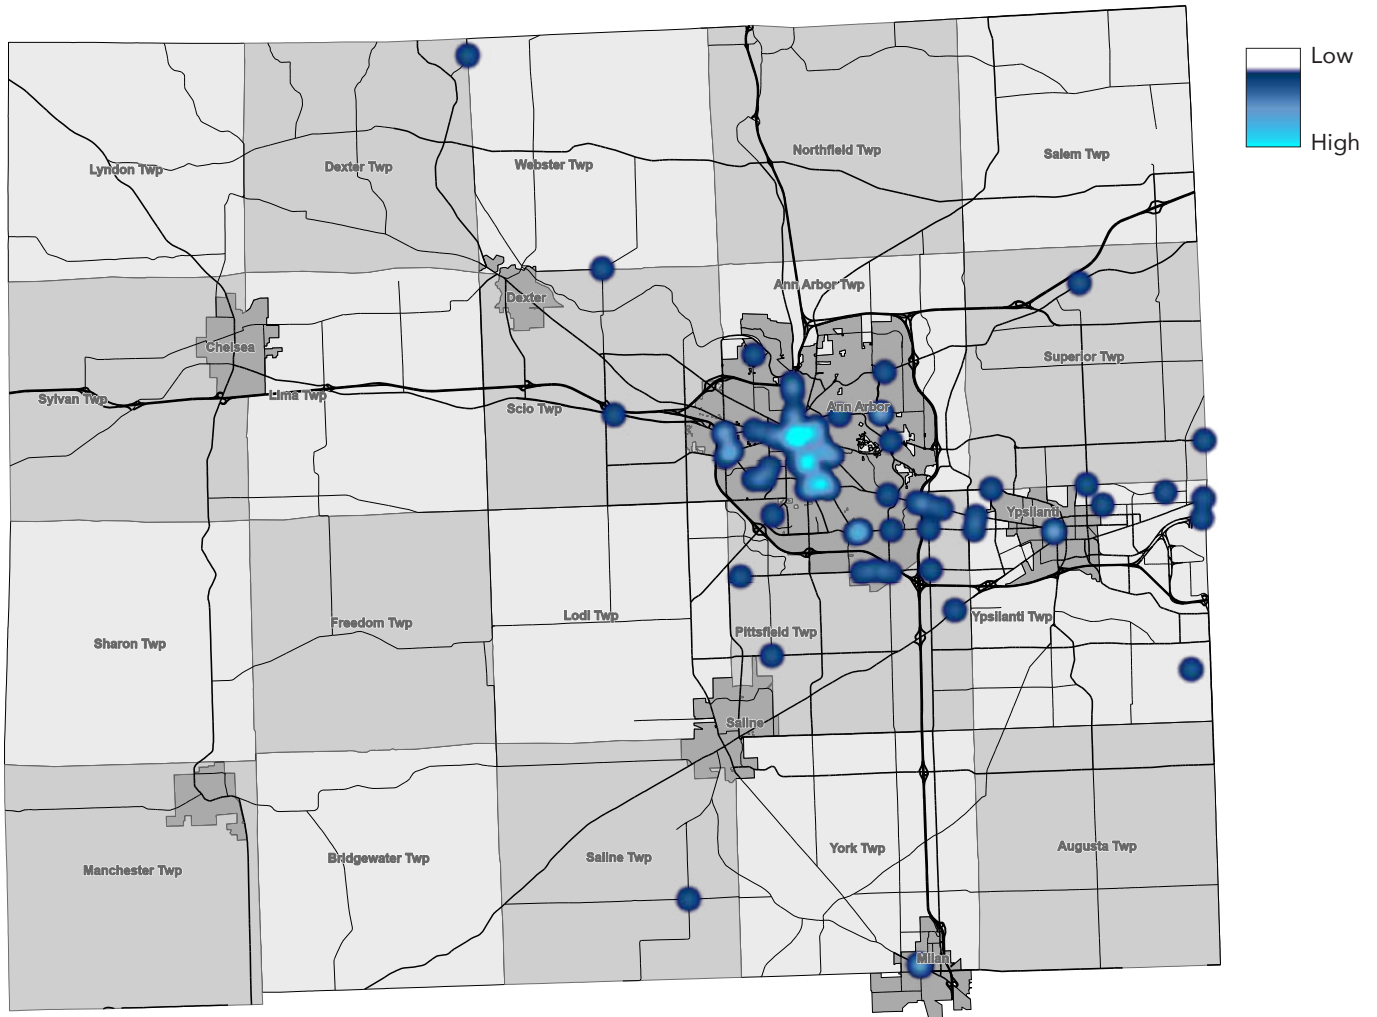 Low
High
Northfield Twp
Salem Twp
Lyndon Twp
Dexter Twp
Webster Twp
Ann Arbor Twp
Dexter
Chelsea
Superior Twp
Sylvan Twp
Lima Twp
Scio Twp
Ann Arbor
Ypsilanti
Sharon Twp
Freedom Twp
Lodi Twp
Pittsfield Twp
Ypsilanti Twp
Saline
Manchester Twp
Bridgewater Twp
Saline Twp
York Twp
Augusta Twp
Milan